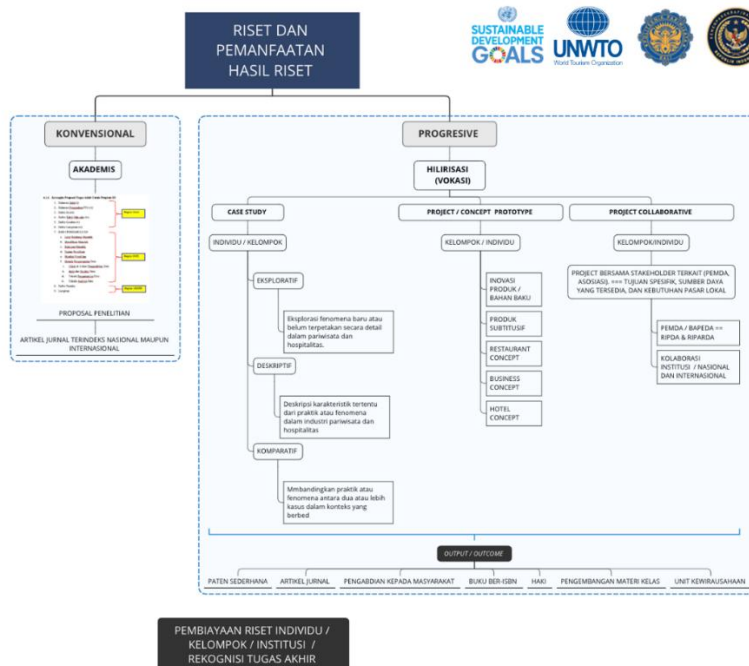 RISET DAN
PEMANFAATAN
HASIL RISET
SUSTAINABLE
DEVELOPMENT
GOALS
UNWTO
World Tourism Organization
KONVENSIONAL
AKADEMIS
PROPOSAL PENELITIAN
ARTIKEL JURNAL TERINDEKS NASIONAL MAUPUN
INTERNASIONAL
PROGRESIVE
HILIRISASI
(VOKASI)
CASE STUDY
INDIVIDU / KELOMPOK
EKSPLORATIF
Eksplorasi fenomena baru atau
belum terpetakan secara detail
dalam pariwisata dan
hospitalitas.
DESKRIPTIF
Deskripsi karakteristik tertentu
dari praktik atau fenomena
dalam industri pariwisata dan
hospitalitas
KOMPARATIF
Mmbandingkan praktik atau
fenomena antara dua atau lebih
kasus dalam konteks yang
berbed
PROJECT / CONCEPT PROTOTYPE
KELOMPOK / INDIVIDU
INOVASI
PRODUK /
BAHAN BAKU
PRODUK
SUBTITUSIF
RESTAURANT
CONCEPT
BUSINESS
CONCEPT
HOTEL
CONCEPT
PROJECT COLLABORATIVE
KELOMPOK/INDIVIDU
PROJECT BERSAMA STAKEHOLDER TERKAIT (PEMDA,
ASOSIASI). === TUJUAN SPESIFIK, SUMBER DAYA
YANG TERSEDIA, DAN KEBUTUHAN PASAR LOKAL
PEMDA / BAPEDA ==
RIPDA & RIPARDA
KOLABORASI
INSTITUSI / NASIONAL
DAN INTERNASIONAL
OUTPUT / OUTCOME
PATEN SEDERHANA
ARTIKEL JURNAL
PENGABDIAN KEPADA MASYARAKAT
BUKU BER-ISBN
HAKI
PENGEMBANGAN MATERI KELAS
UNIT KEWIRAUSAHAAN
PEMBIAYAAN RISET INDIVIDU /
KELOMPOK / INSTITUSI /
REKOGNISI TUGAS AKHIR